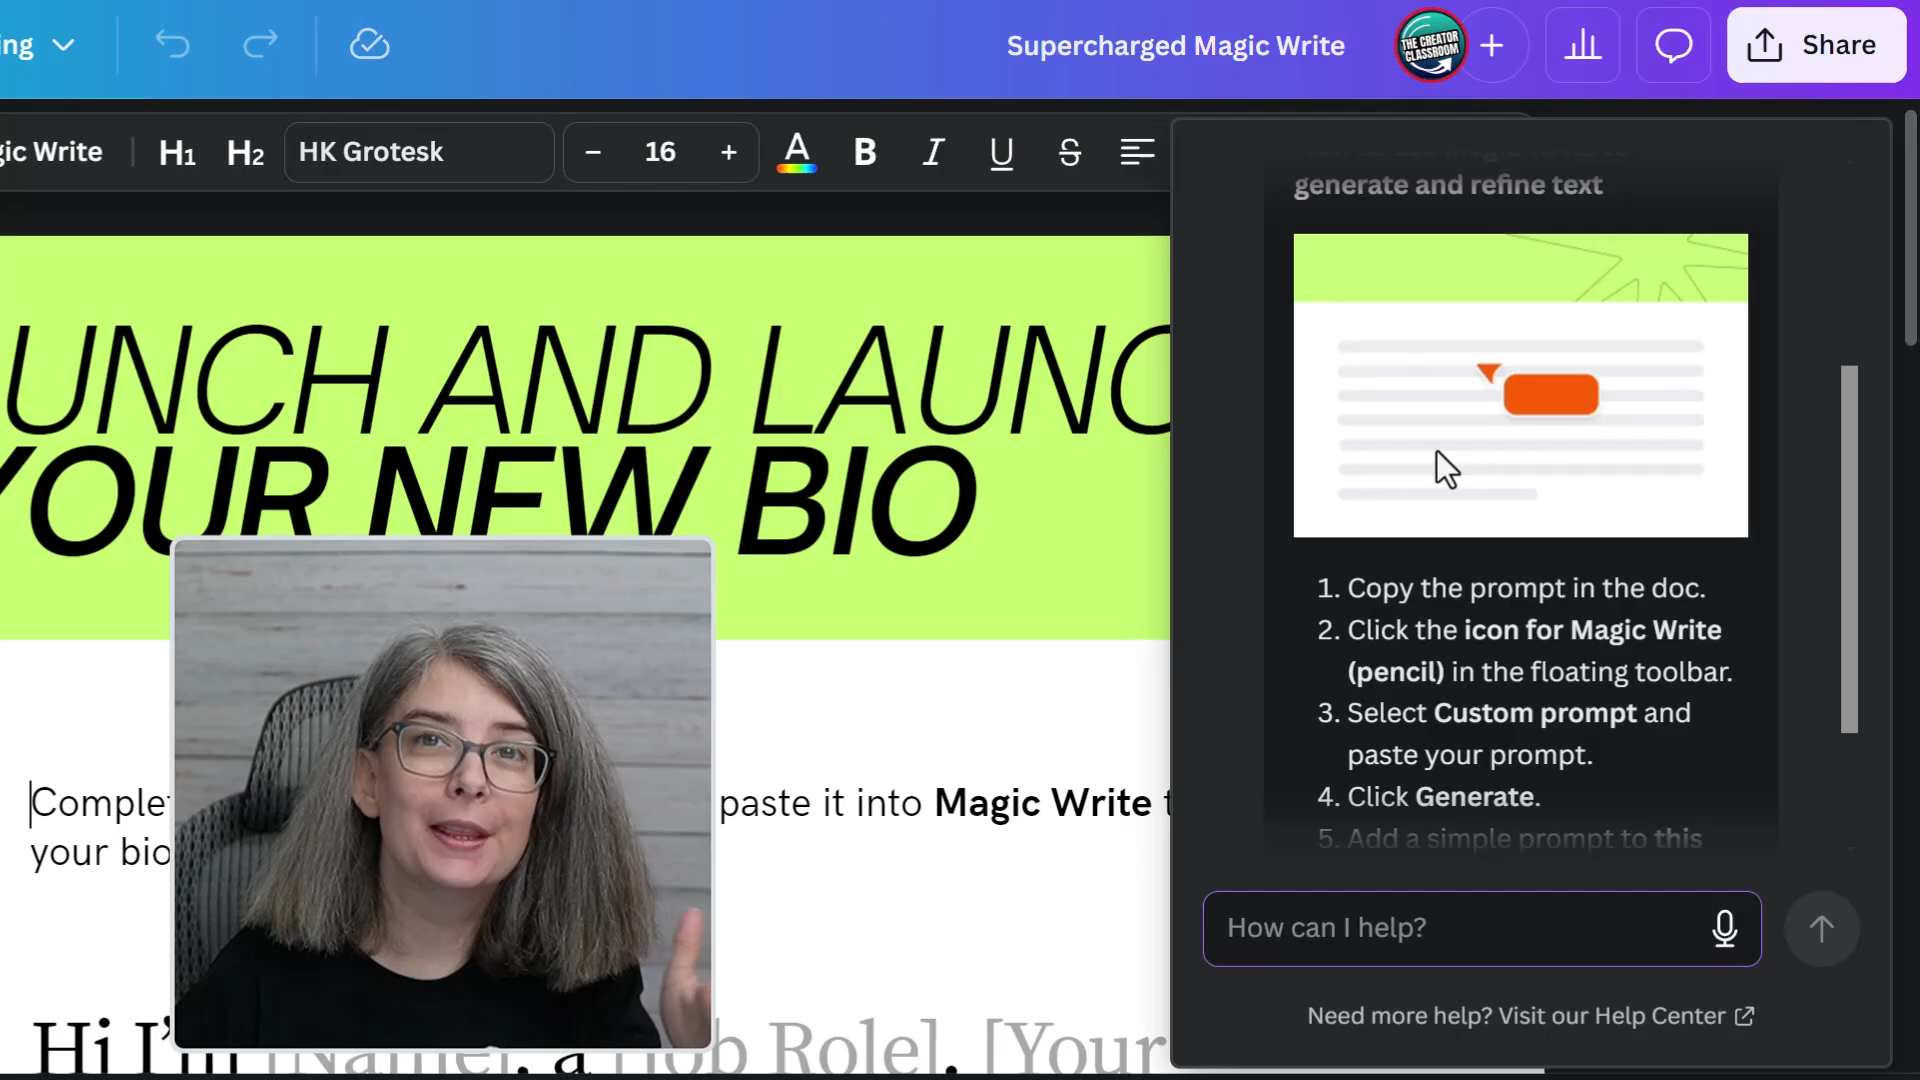 ing
Supercharged Magic Write
THE CREATOR
CLASSROOM
Share
gic Write
H1
H2
HK Grotesk
16
A
B
I
U
S
generate and refine text
UNCH AND LAUNC
YOUR NEW BIO
1. Copy the prompt in the doc.
2. Click the icon for Magic Write
(pencil) in the floating toolbar.
3. Select Custom prompt and
paste your prompt.
4. Click Generate.
5. Add a simple prompt to this
Complet paste it into Magic Write t
your bio
How can I help?
Need more help? Visit our Help Center
Hi I'm [Name], a Job Role]. [Your